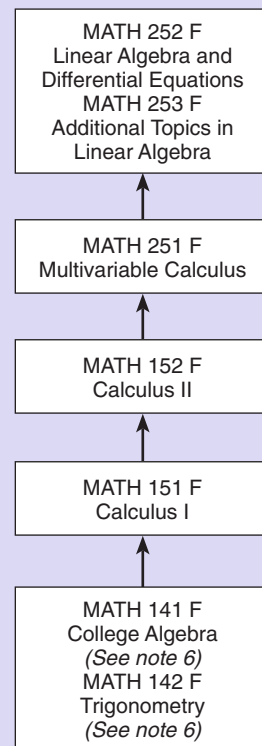 MATH 252 F
Linear Algebra and
Differential Equations
MATH 253 F
Additional Topics in
Linear Algebra
MATH 251 F
Multivariable Calculus
MATH 152 F
Calculus II
MATH 151 F
Calculus I
MATH 141 F
College Algebra
(See note 6)
MATH 142 F
Trigonometry
(See note 6)